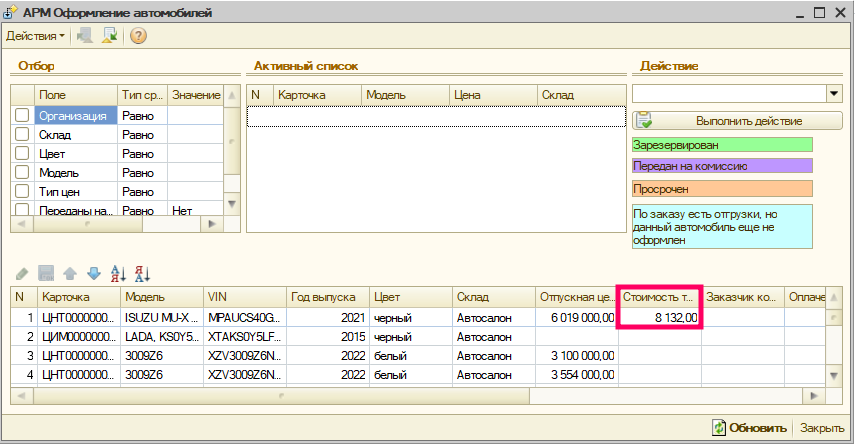 АРМ Оформление автомобилей
Действия
Отбор
Активный список
Действие
Поле Тип ср... Значение
Организация Равно
Склад Равно
Цвет Равно
Модель Равно
Тип цен Равно
Переданы на... Равно Нет
N Карточка Модель Цена Склад
Выполнить действие
Зарезервирован
Передан на комиссию
Просрочен
По заказу есть отгрузки, но
данный автомобиль еще не
оформлен
N Карточка Модель VIN Год выпуска Цвет Склад Отпускная це... Стоимость т... Заказчик ко... Оплаче
1 ЦНТ0000000... ISUZU MU-X ... MPAUCS40G... 2021 черный Автосалон 6 019 000,00 8 132,00
2 ЦИМ0000000... LADA, KS0Y5... XTAKS0Y5LF... 2015 черный Автосалон
3 ЦНТ0000000... 3009Z6 XZV3009Z6N... 2022 белый Автосалон 3 100 000,00
4 ЦНТ0000000... 3009Z6 XZV3009Z6N... 2022 белый Автосалон 3 554 000,00
Обновить Закрыть